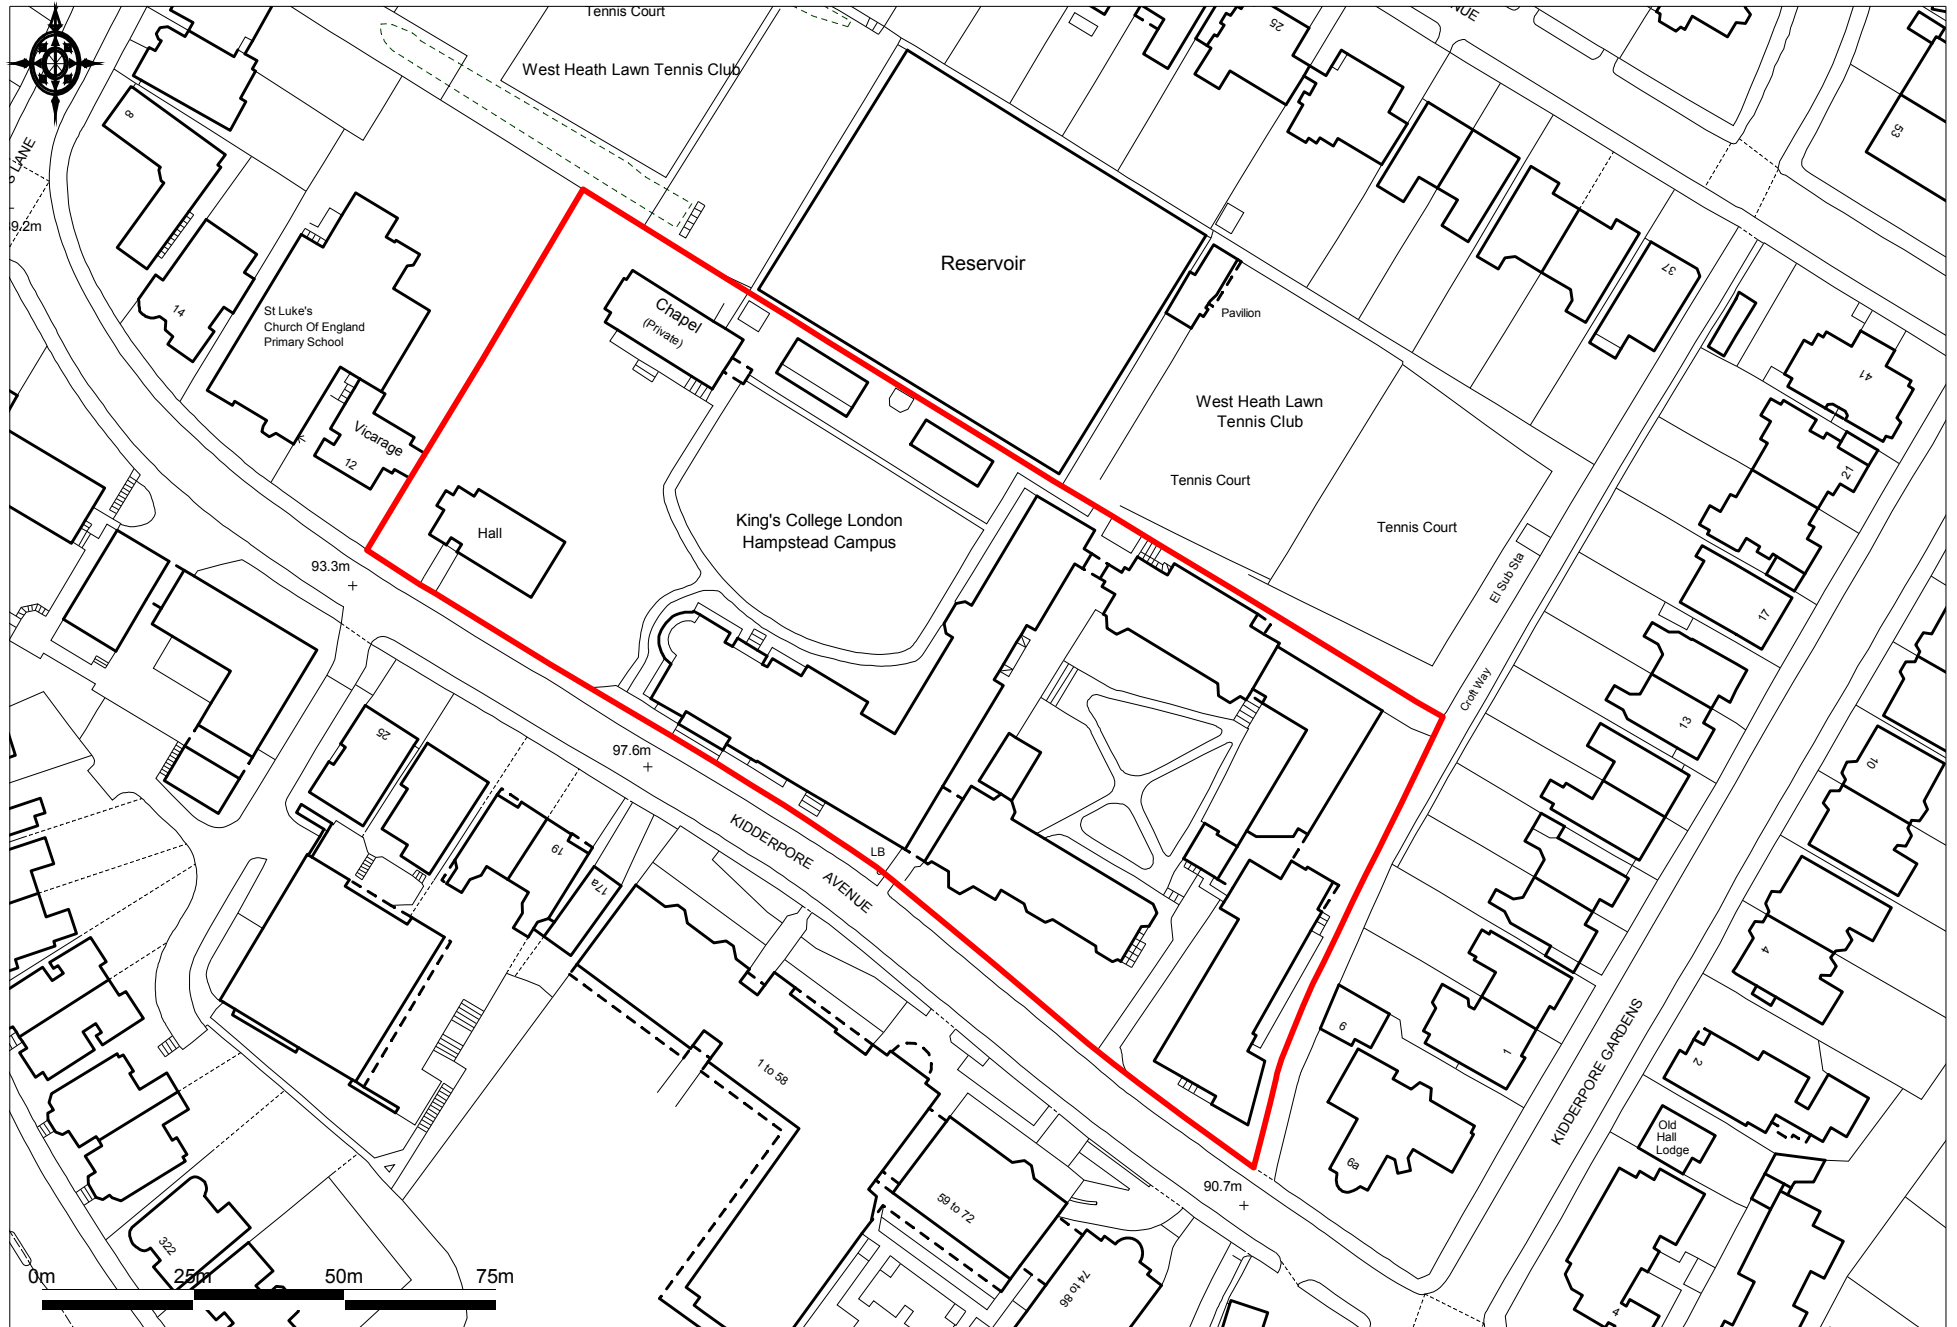 Tennis Court
West Heath Lawn Tennis Club
NUE
25
53
LANE
8
9.2m
Reservoir
37
14
St Luke's
Church Of England
Primary School
Chapel
(Private)
Pavilion
41
Vicarage
12
West Heath Lawn
Tennis Club
21
Tennis Court
Hall
King's College London
Hampstead Campus
Tennis Court
El Sub Sta
93.3m
17
Croft Way
13
25
97.6m
10
19
17a
KIDDERPORE AVENUE
LB
4
KIDDERPORE GARDENS
9
1
2
1 to 58
Old
Hall
Lodge
6a
59 to 72
90.7m
322
74 to 86
4
0m 25m 50m 75m